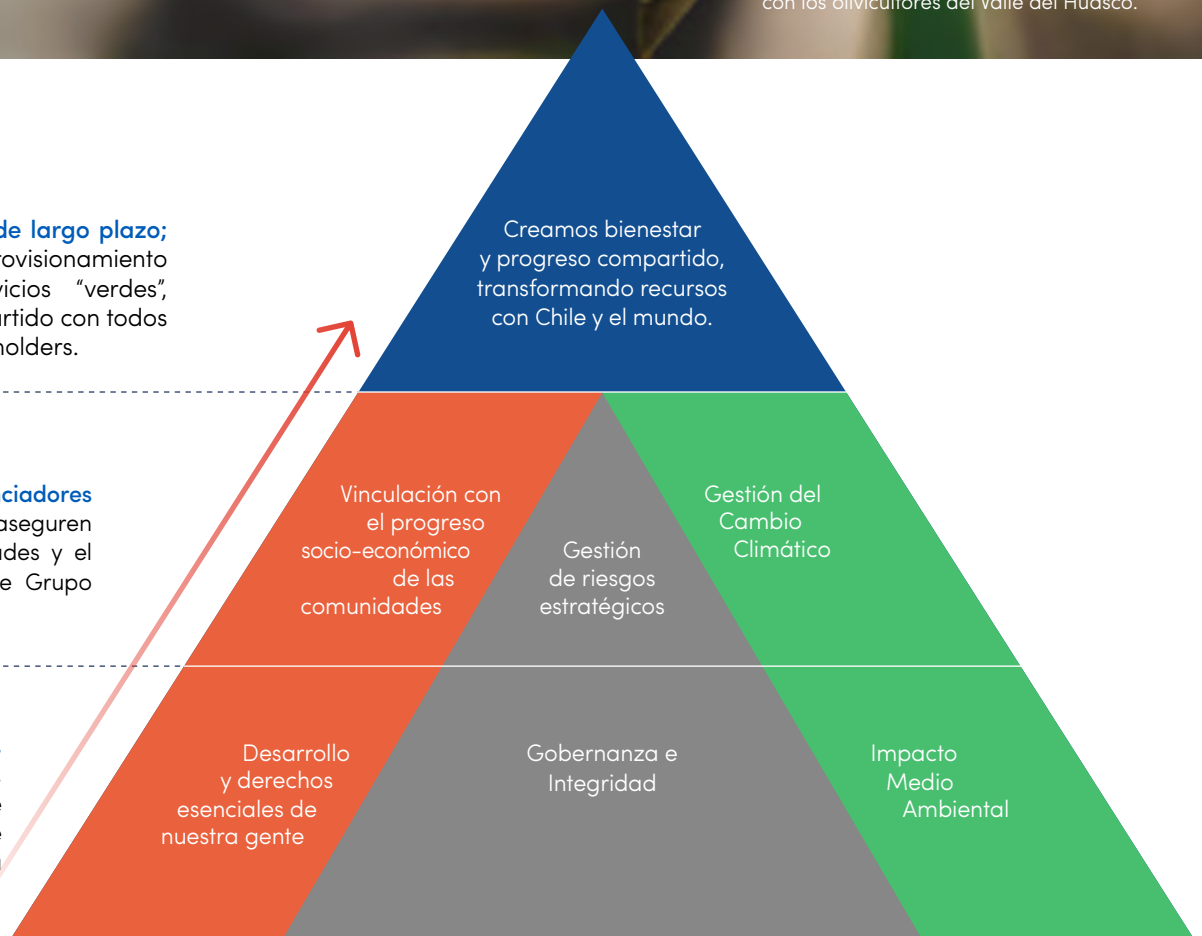 con los olivicultores del Valle del Huasco.
de largo plazo;
rovisionamiento
vicios "verdes",
artido con todos
holders.
Creamos bienestar
y progreso compartido,
transformando recursos
con Chile y el mundo.
nciadores
aseguren
ades y el
e Grupo
Vinculación con
el progreso
socio-económico
de las
comunidades
Gestión
de riesgos
estratégicos
Gestión del
Cambio
Climático
Desarrollo
y derechos
esenciales de
nuestra gente
Gobernanza e
Integridad
Impacto
Medio
Ambiental